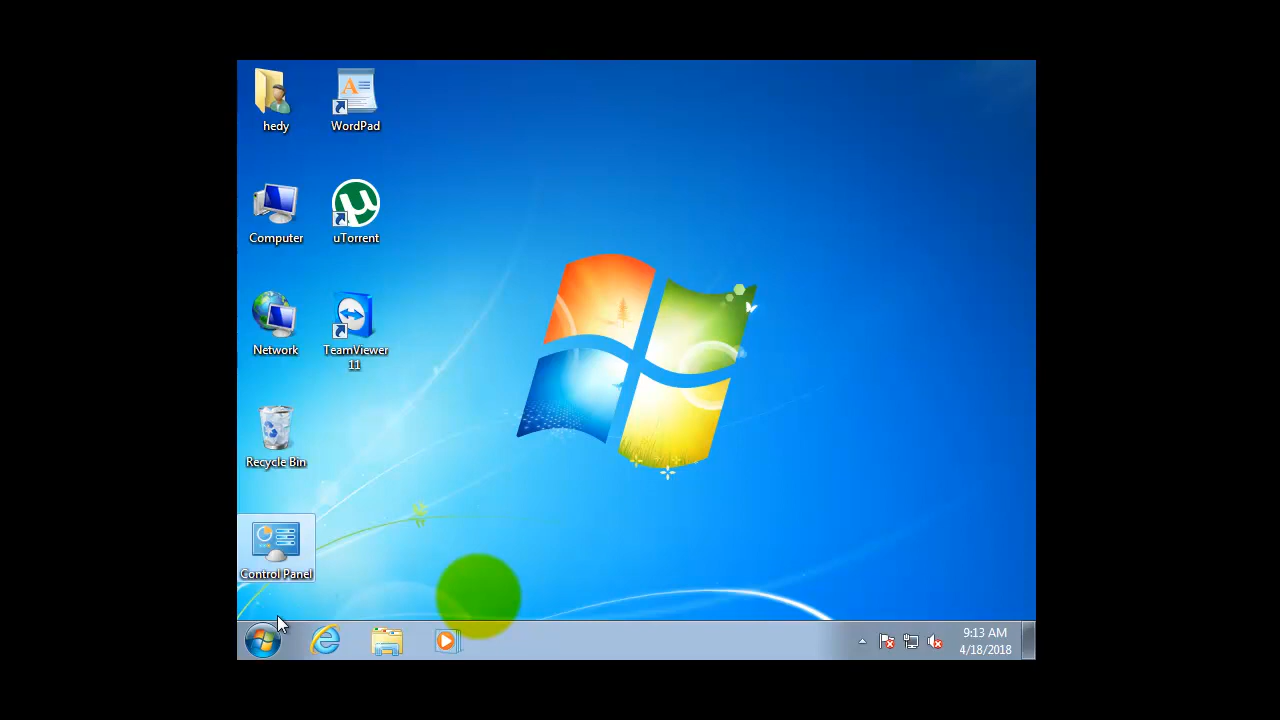 hedy
WordPad
Computer
uTorrent
Network
TeamViewer
11
Recycle Bin
Control Panel
9:13 AM
4/18/2018